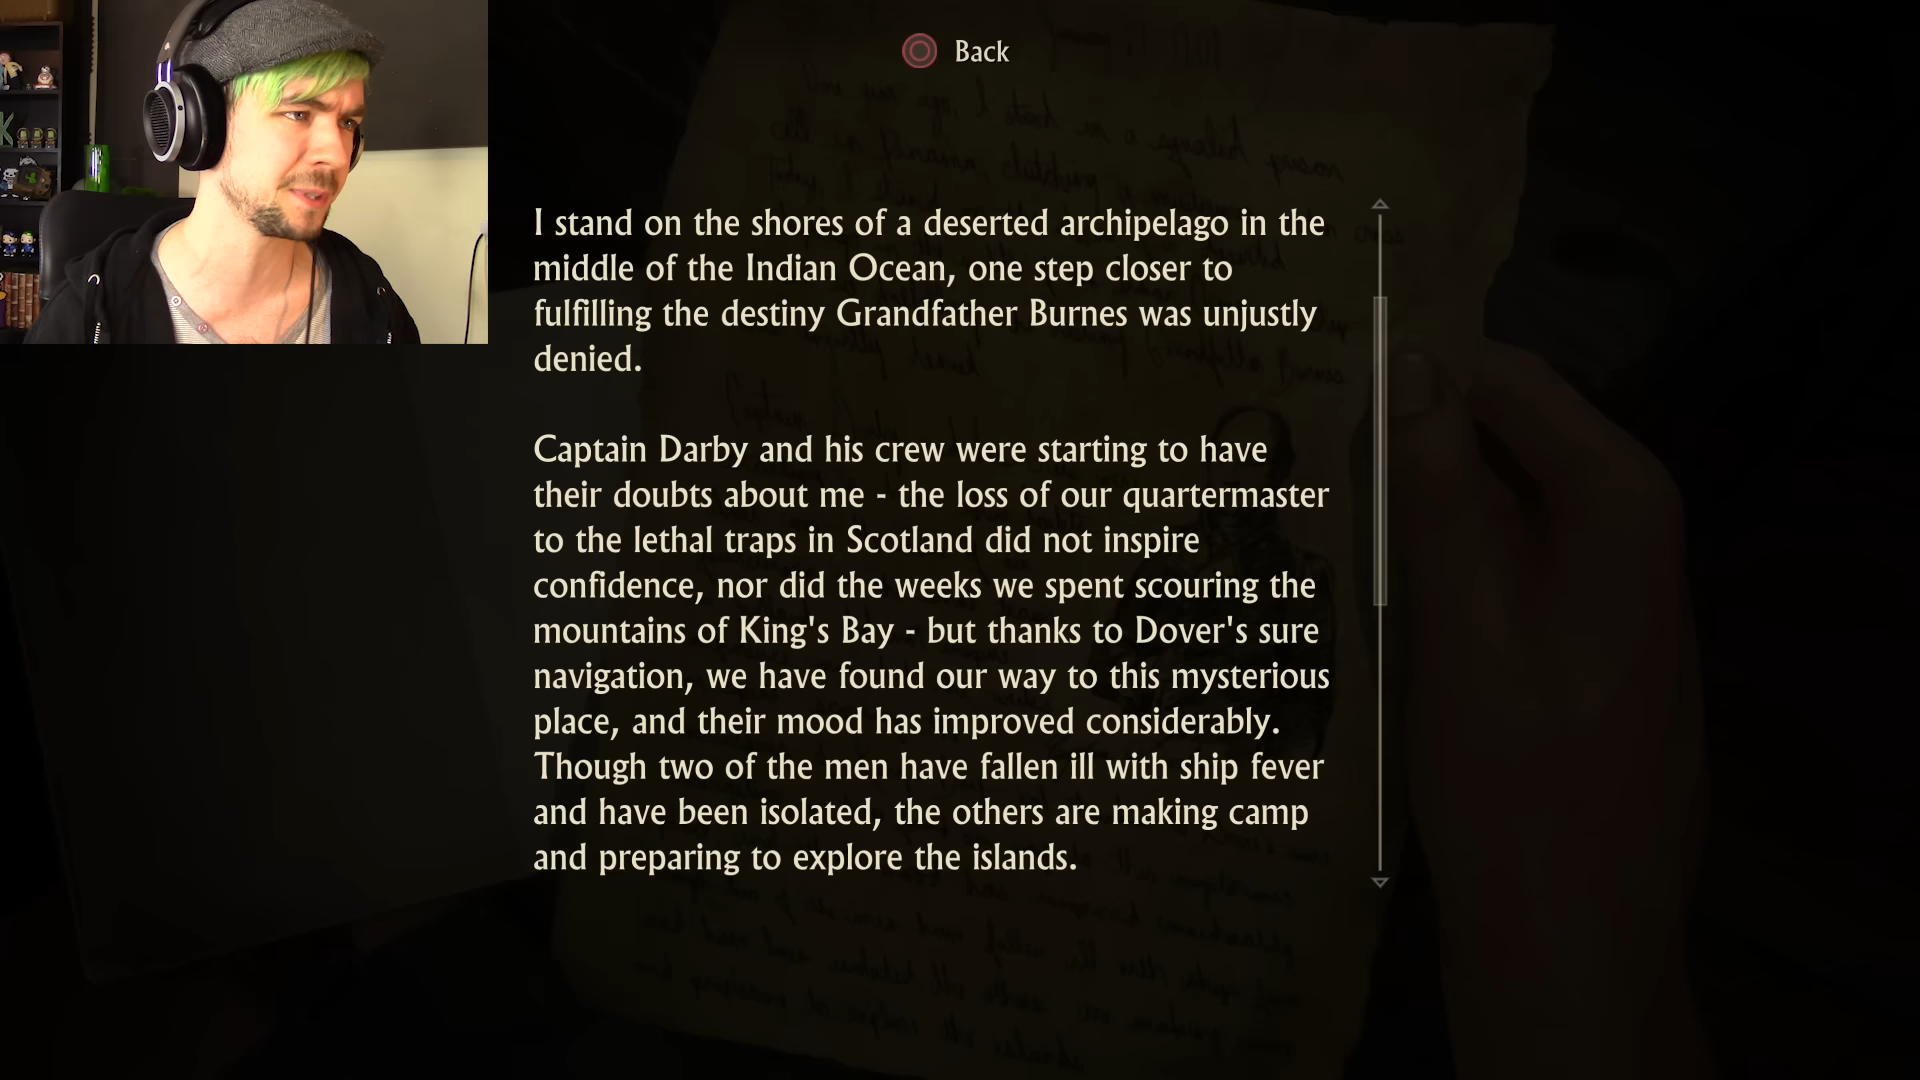 Back
I stand on the shores of a deserted archipelago in the
middle of the Indian Ocean, one step closer to
fulfilling the destiny Grandfather Burnes was unjustly
denied.
Captain Darby and his crew were starting to have
their doubts about me - the loss of our quartermaster
to the lethal traps in Scotland did not inspire
confidence, nor did the weeks we spent scouring the
mountains of King's Bay - but thanks to Dover's sure
navigation, we have found our way to this mysterious
place, and their mood has improved considerably.
Though two of the men have fallen ill with ship fever
and have been isolated, the others are making camp
and preparing to explore the islands.